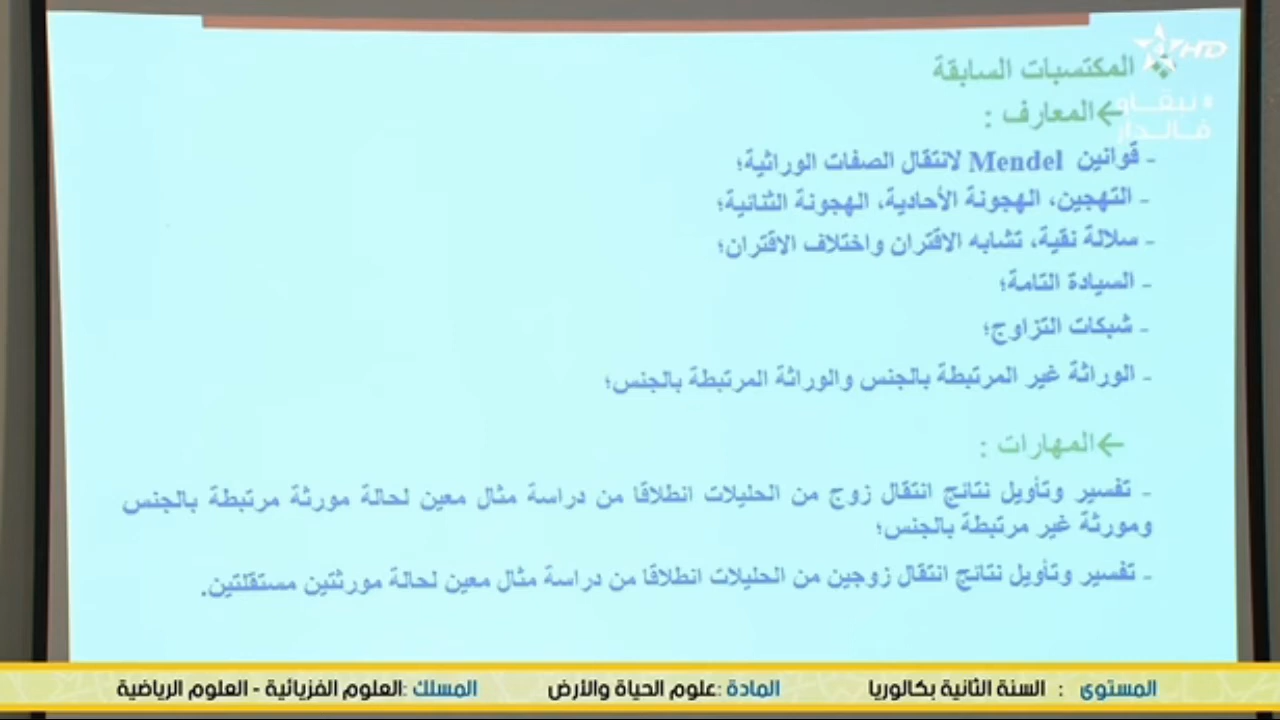 HD
# نبقاو
فالدار
المكتسبات السابقة
←المعارف :
- قوانين Mendel لانتقال الصفات الوراثية؛
- التهجين، الهجونة الأحادية، الهجونة الثنائية؛
- سلالة نقية، تشابه الاقتران واختلاف الاقتران؛
- السيادة التامة؛
- شبكات التزاوج؛
- الوراثة غير المرتبطة بالجنس والوراثة المرتبطة بالجنس؛
←المهارات :
- تفسير وتأويل نتائج انتقال زوج من الحليلات انطلاقا من دراسة مثال معين لحالة مورثة مرتبطة بالجنس
ومورثة غير مرتبطة بالجنس؛
- تفسير وتأويل نتائج انتقال زوجين من الحليلات انطلاقا من دراسة مثال معين لحالة مورثتين مستقلتين.
المستوى : السنة الثانية بكالوريا المادة :علوم الحياة والأرض المسلك :العلوم الفزيائية - العلوم الرياضية